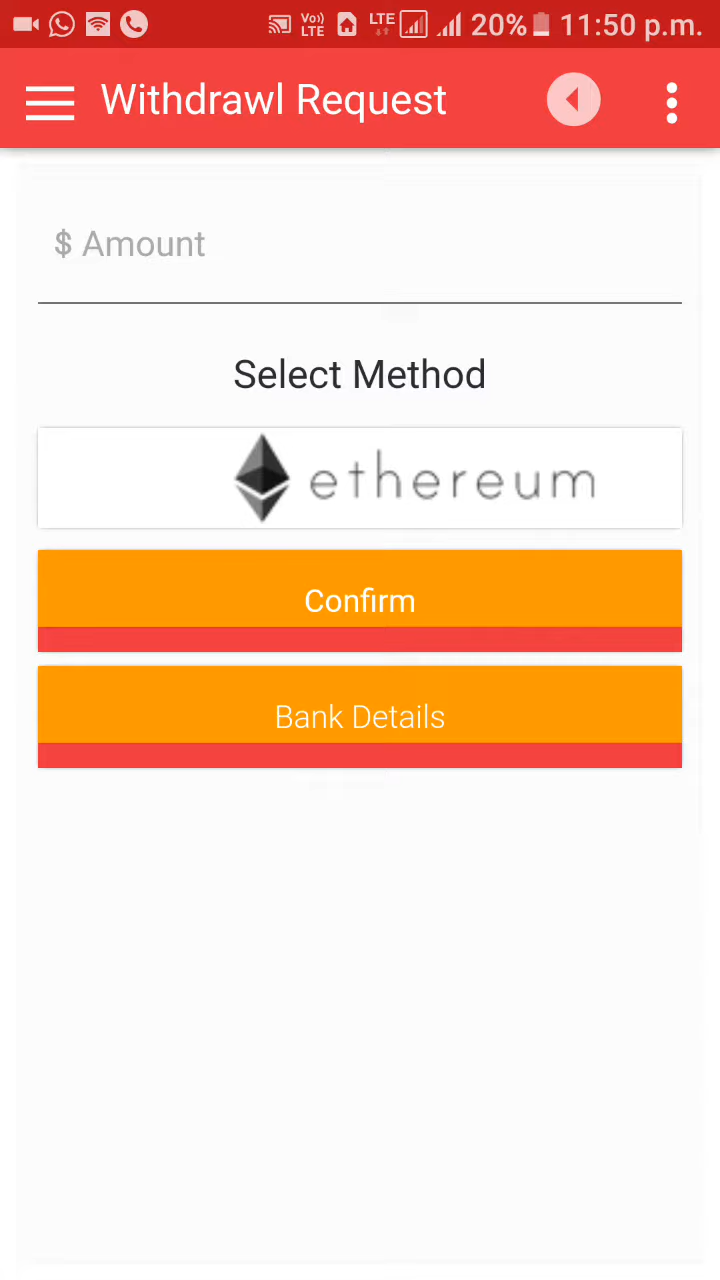 Vo)) LTE LTE 20% 11:50 p.m.
Withdrawl Request
$ Amount
Select Method
ethereum
Confirm
Bank Details